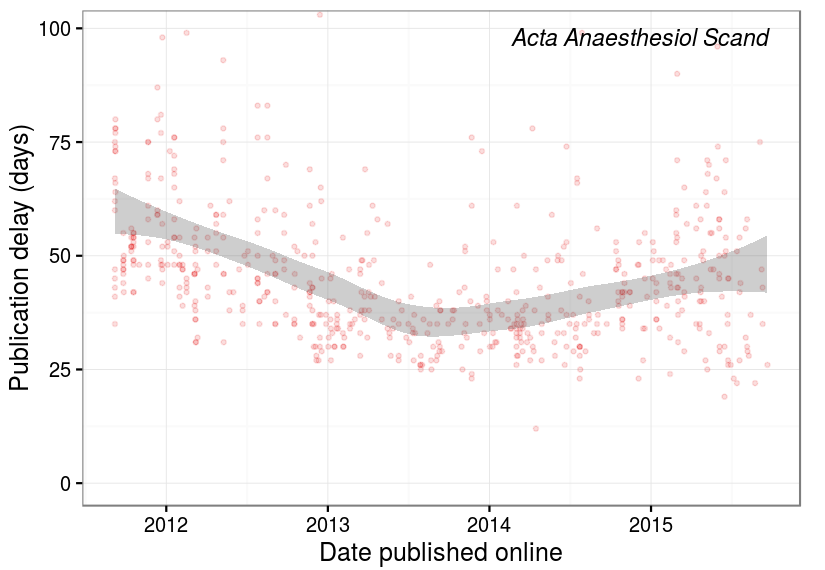 Acta Anaesthesiol Scand
100
75
50
25
0
Publication delay (days)
2012 2013 2014 2015
Date published online